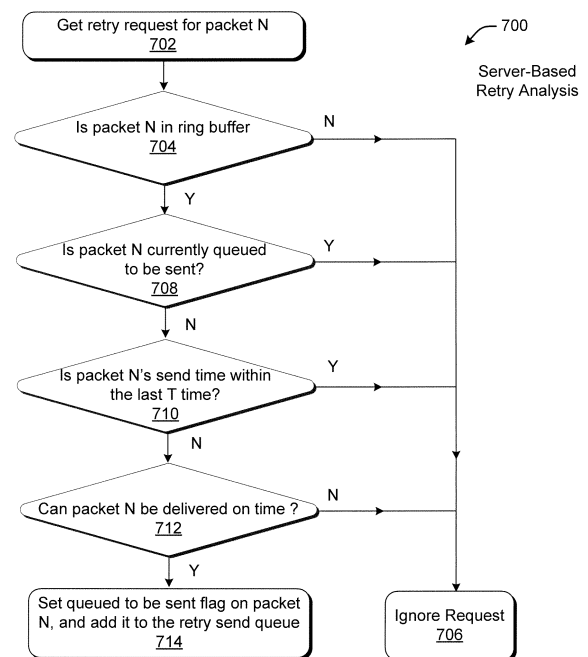 Get retry request for packet N
702
700
Server-Based
Retry Analysis
Is packet N in ring buffer
704
N
Y
Is packet N currently queued
to be sent?
708
Y
N
Is packet N's send time within
the last T time?
710
Y
N
Can packet N be delivered on time ?
712
N
Y
Set queued to be sent flag on packet
N, and add it to the retry send queue
714
Ignore Request
706